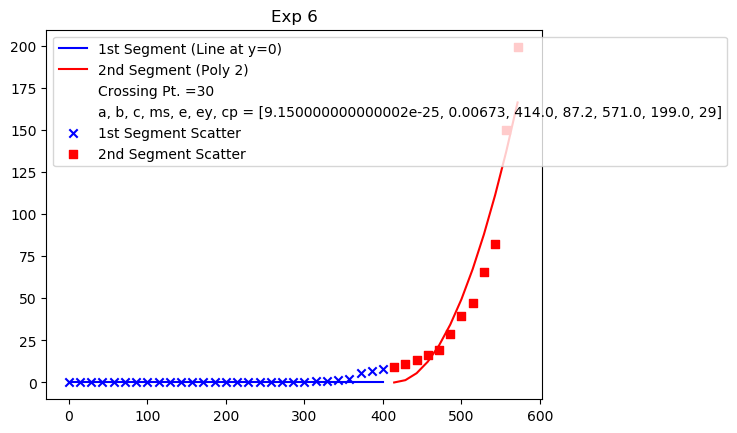 Exp 6
1st Segment (Line at y=0)
2nd Segment (Poly 2)
Crossing Pt. =30
a, b, c, ms, e, ey, cp = [9.150000000000002e-25, 0.00673, 414.0, 87.2, 571.0, 199.0, 29]
1st Segment Scatter
2nd Segment Scatter
200
175
150
125
100
75
50
25
0
0 100 200 300 400 500 600